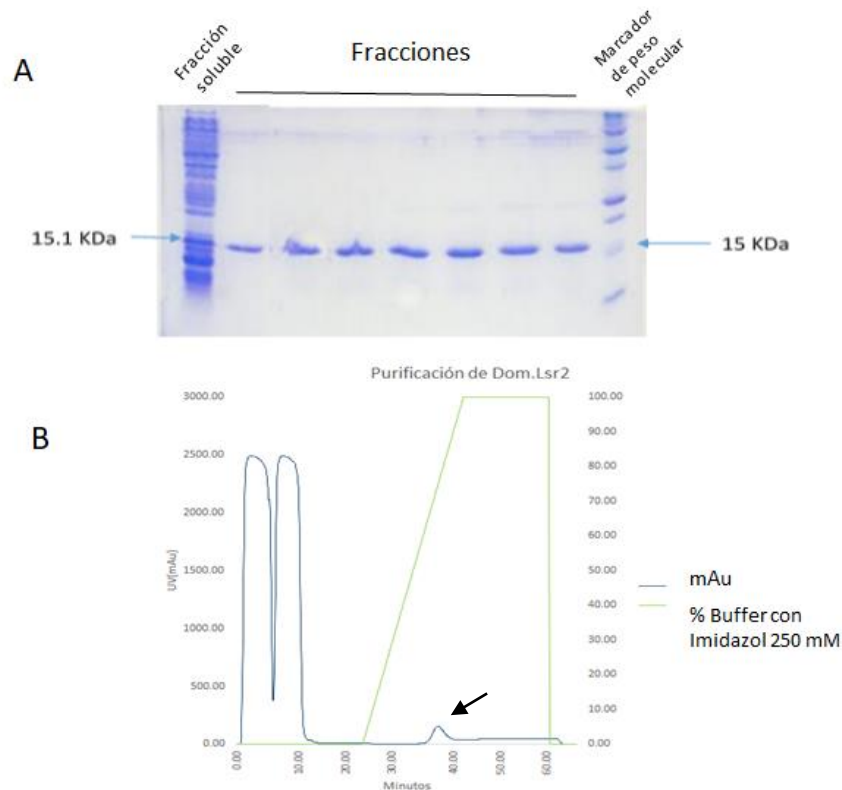 A
Fracción
soluble
Fracciones
Marcador
de peso
molecular
15.1 KDa
15 KDa
B
Purificación de Dom.Lsr2
3000.00
2500.00
2000.00
1500.00
1000.00
500.00
0.00
UV[mAu]
100.00
90.00
80.00
70.00
60.00
50.00
40.00
30.00
20.00
10.00
0.00
0.00
10.00
20.00
30.00
40.00
50.00
60.00
Minutos
mAu
% Buffer con
Imidazol 250 mM